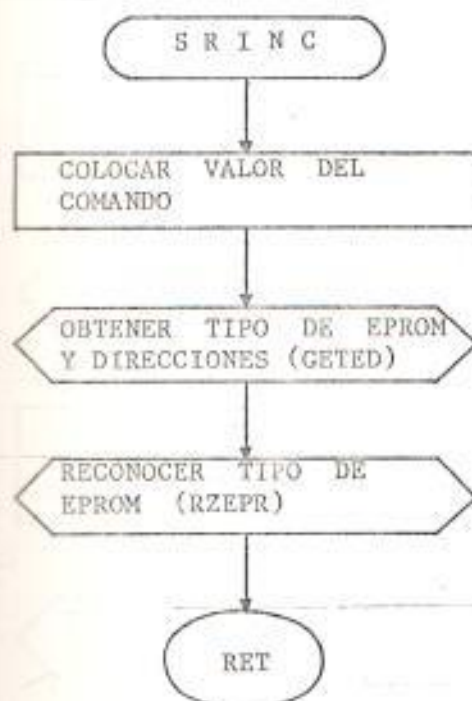 S R I N C
COLOCAR VALOR DEL
COMANDO
OBTENER TIPO DE EPROM
Y DIRECCIONES (GETED)
RECONOCER TIPO DE
EPROM (RZEPR)
RET